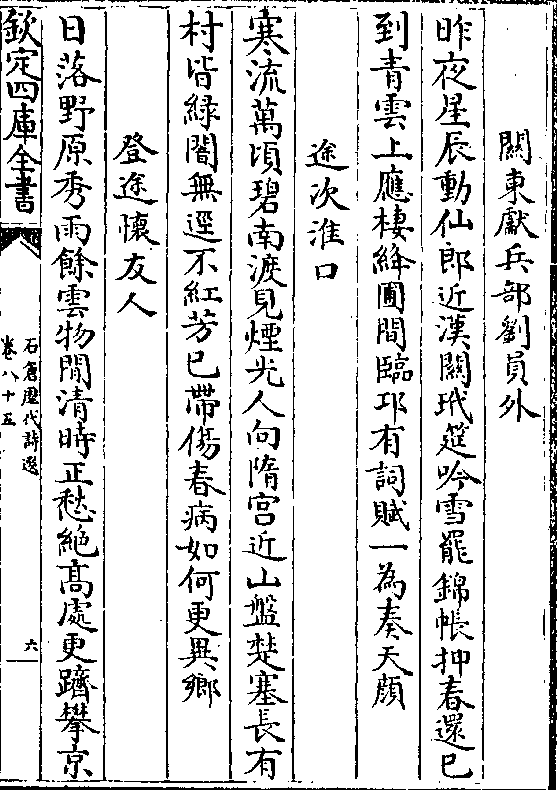 關東獻兵部劉員外
昨夜星辰動仙郎近漢關玳筵吟雪罷錦帳押春還已
到青雲上應棲絳圃間臨邛有詞賦一為奏天顏
途次淮口
寒流萬頃碧南渡見煙光人向隋宫近山盤楚塞長有
村皆綠闇無逕不紅芳已帶傷春病如何更異鄉
登途懷友人
日落野原秀雨餘雲物閒清時正愁絕髙處更躋攀京
欽定四庫全書
石倉歷代詩選
卷八十五
六